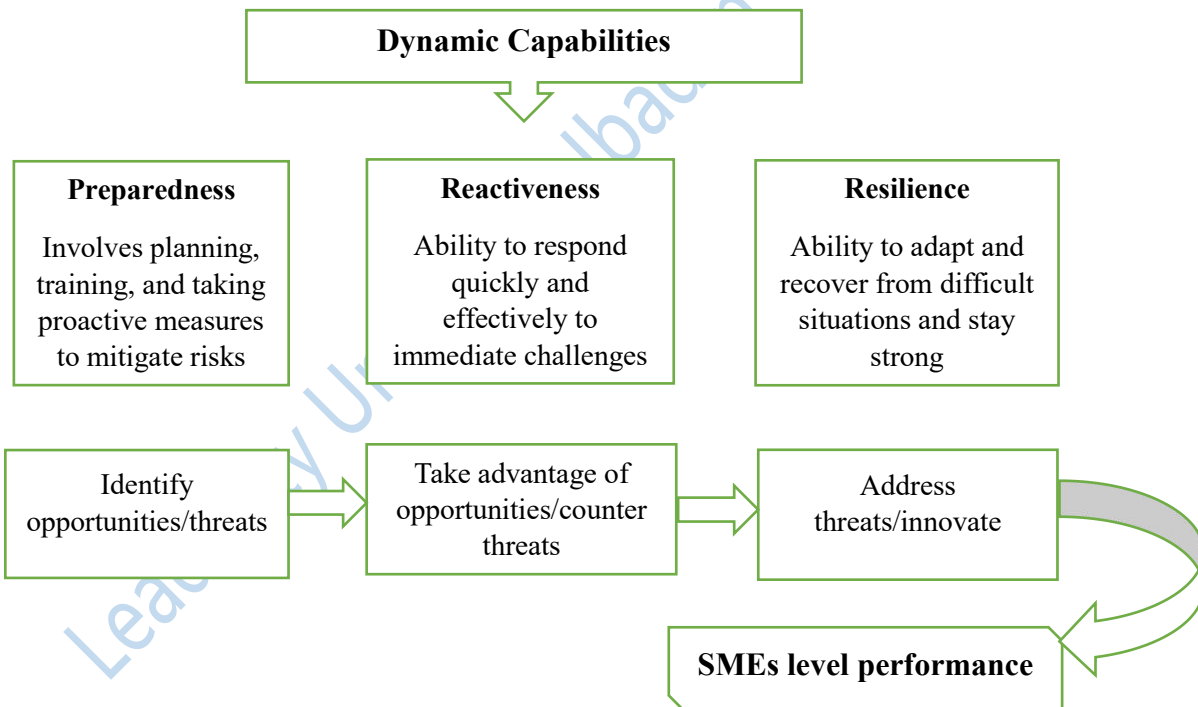 Dynamic Capabilities
Preparedness
Involves planning,
training, and taking
proactive measures
to mitigate risks
Reactiveness
Ability to respond
quickly and
effectively to
immediate challenges
Resilience
Ability to adapt and
recover from difficult
situations and stay
strong
Identify
opportunities/threats
Take advantage of
opportunities/counter
threats
Address
threats/innovate
SMEs level performance